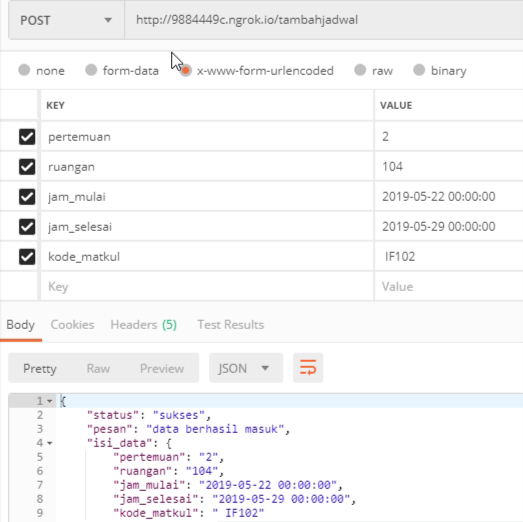 POST http://9884449c.ngrok.io/tambahjadwal
none form-data x-www-form-urlencoded raw binary
KEY VALUE
pertemuan 2
ruangan 104
jam_mulai 2019-05-22 00:00:00
jam_selesai 2019-05-29 00:00:00
kode_matkul IF102
Key Value
Body Cookies Headers (5) Test Results
Pretty Raw Preview JSON
1 {
2 "status": "sukses",
3 "pesan": "data berhasil masuk",
4 "isi_data": {
5 "pertemuan": "2",
6 "ruangan": "104",
7 "jam_mulai": "2019-05-22 00:00:00",
8 "jam_selesai": "2019-05-29 00:00:00",
9 "kode_matkul": " IF102"